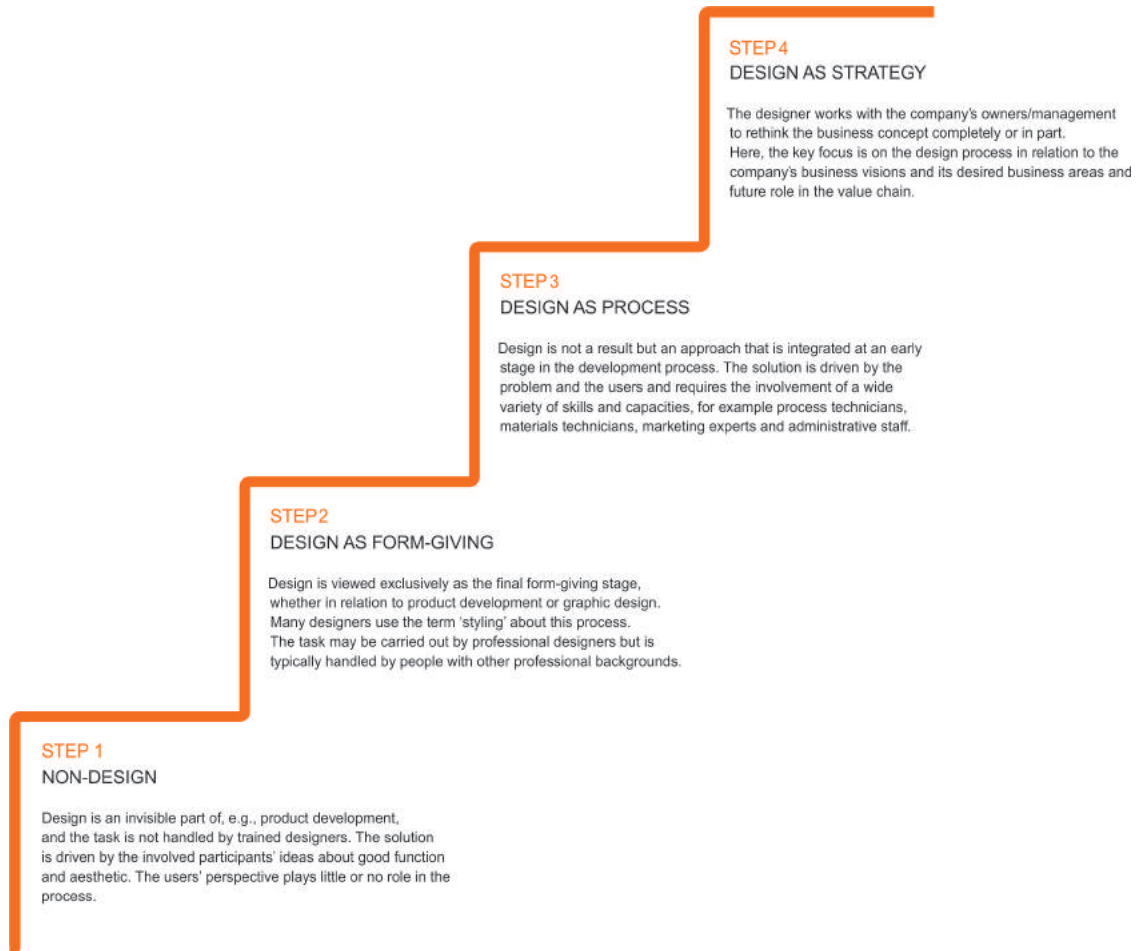 STEP 4
DESIGN AS STRATEGY
The designer works with the company's owners/management
to rethink the business concept completely or in part.
Here, the key focus is on the design process in relation to the
company's business visions and its desired business areas and
future role in the value chain.
STEP 3
DESIGN AS PROCESS
Design is not a result but an approach that is integrated at an early
stage in the development process. The solution is driven by the
problem and the users and requires the involvement of a wide
variety of skills and capacities, for example process technicians,
materials technicians, marketing experts and administrative staff.
STEP2
DESIGN AS FORM-GIVING
Design is viewed exclusively as the final form-giving stage,
whether in relation to product development or graphic design.
Many designers use the term 'styling' about this process.
The task may be carried out by professional designers but is
typically handled by people with other professional backgrounds.
STEP 1
NON-DESIGN
Design is an invisible part of, e.g., product development,
and the task is not handled by trained designers. The solution
is driven by the involved participants' ideas about good function
and aesthetic. The users' perspective plays little or no role in the
process.